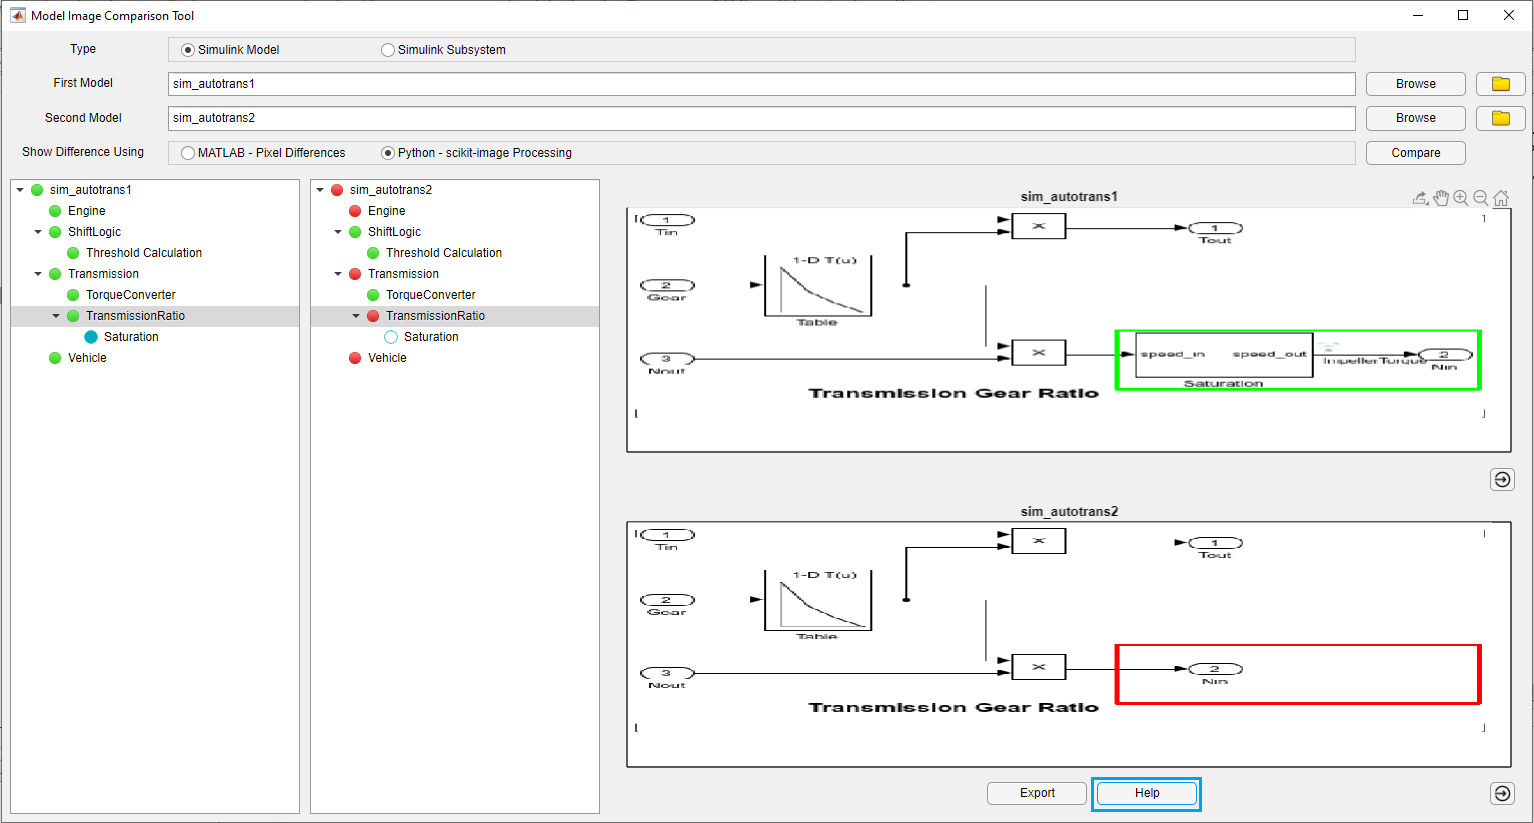 Model Image Comparison Tool
Type
Simulink Model
Simulink Subsystem
First Model
sim_autotrans1
Browse
Second Model
sim_autotrans2
Browse
Show Difference Using
MATLAB - Pixel Differences
Python - scikit-image Processing
Compare
sim_autotrans1
Engine
ShiftLogic
Threshold Calculation
Transmission
TorqueConverter
TransmissionRatio
Saturation
Vehicle
sim_autotrans2
Engine
ShiftLogic
Threshold Calculation
Transmission
TorqueConverter
TransmissionRatio
Saturation
Vehicle
sim_autotrans1
1
Tin
×
1
Tout
1-D T(u)
2
Gear
Table
3
Nout
×
speed_in
speed_out
Saturation
ImpellerTorque
2
Nin
Transmission Gear Ratio
sim_autotrans2
1
Tin
×
1
Tout
1-D T(u)
2
Gear
Table
3
Nout
×
2
Nin
Transmission Gear Ratio
Export
Help